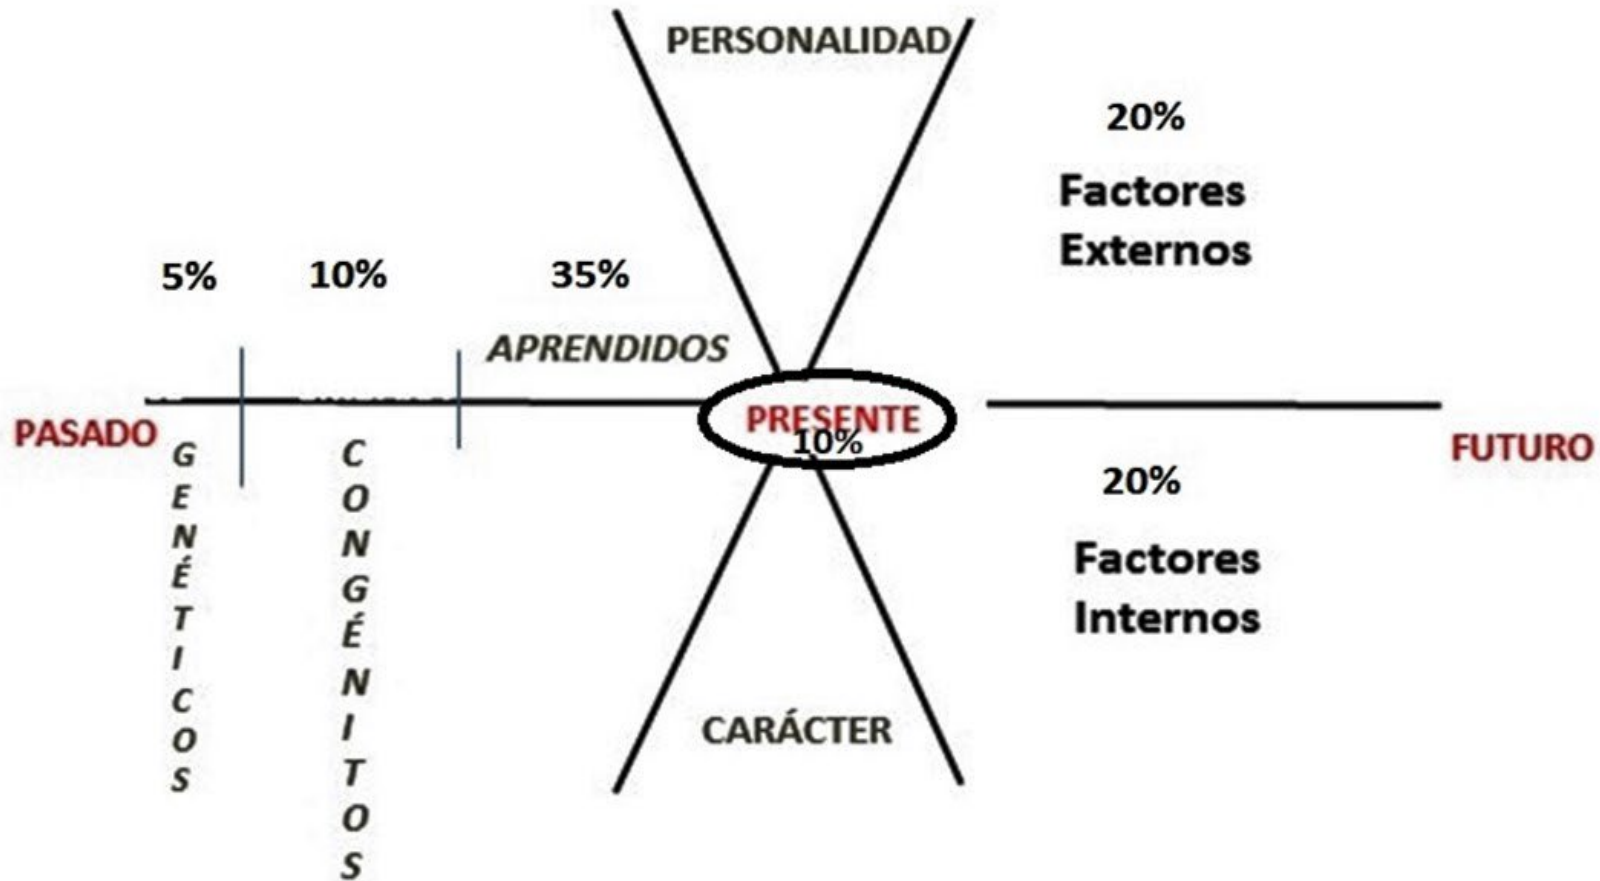 PERSONALIDAD
20%
Factores
Externos
5%
10%
35%
APRENDIDOS
PASADO
PRESENTE
10%
FUTURO
GENÉTICOS
CONGÉNITOS
20%
Factores
Internos
CARÁCTER